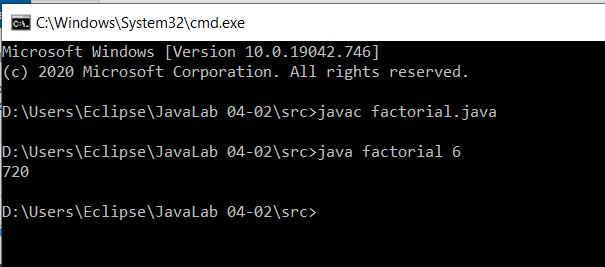 C:\Windows\System32\cmd.exe
Microsoft Windows [Version 10.0.19042.746]
(c) 2020 Microsoft Corporation. All rights reserved.
D:\Users\Eclipse\JavaLab 04-02\src>javac factorial.java
D:\Users\Eclipse\JavaLab 04-02\src>java factorial 6
720
D:\Users\Eclipse\JavaLab 04-02\src>